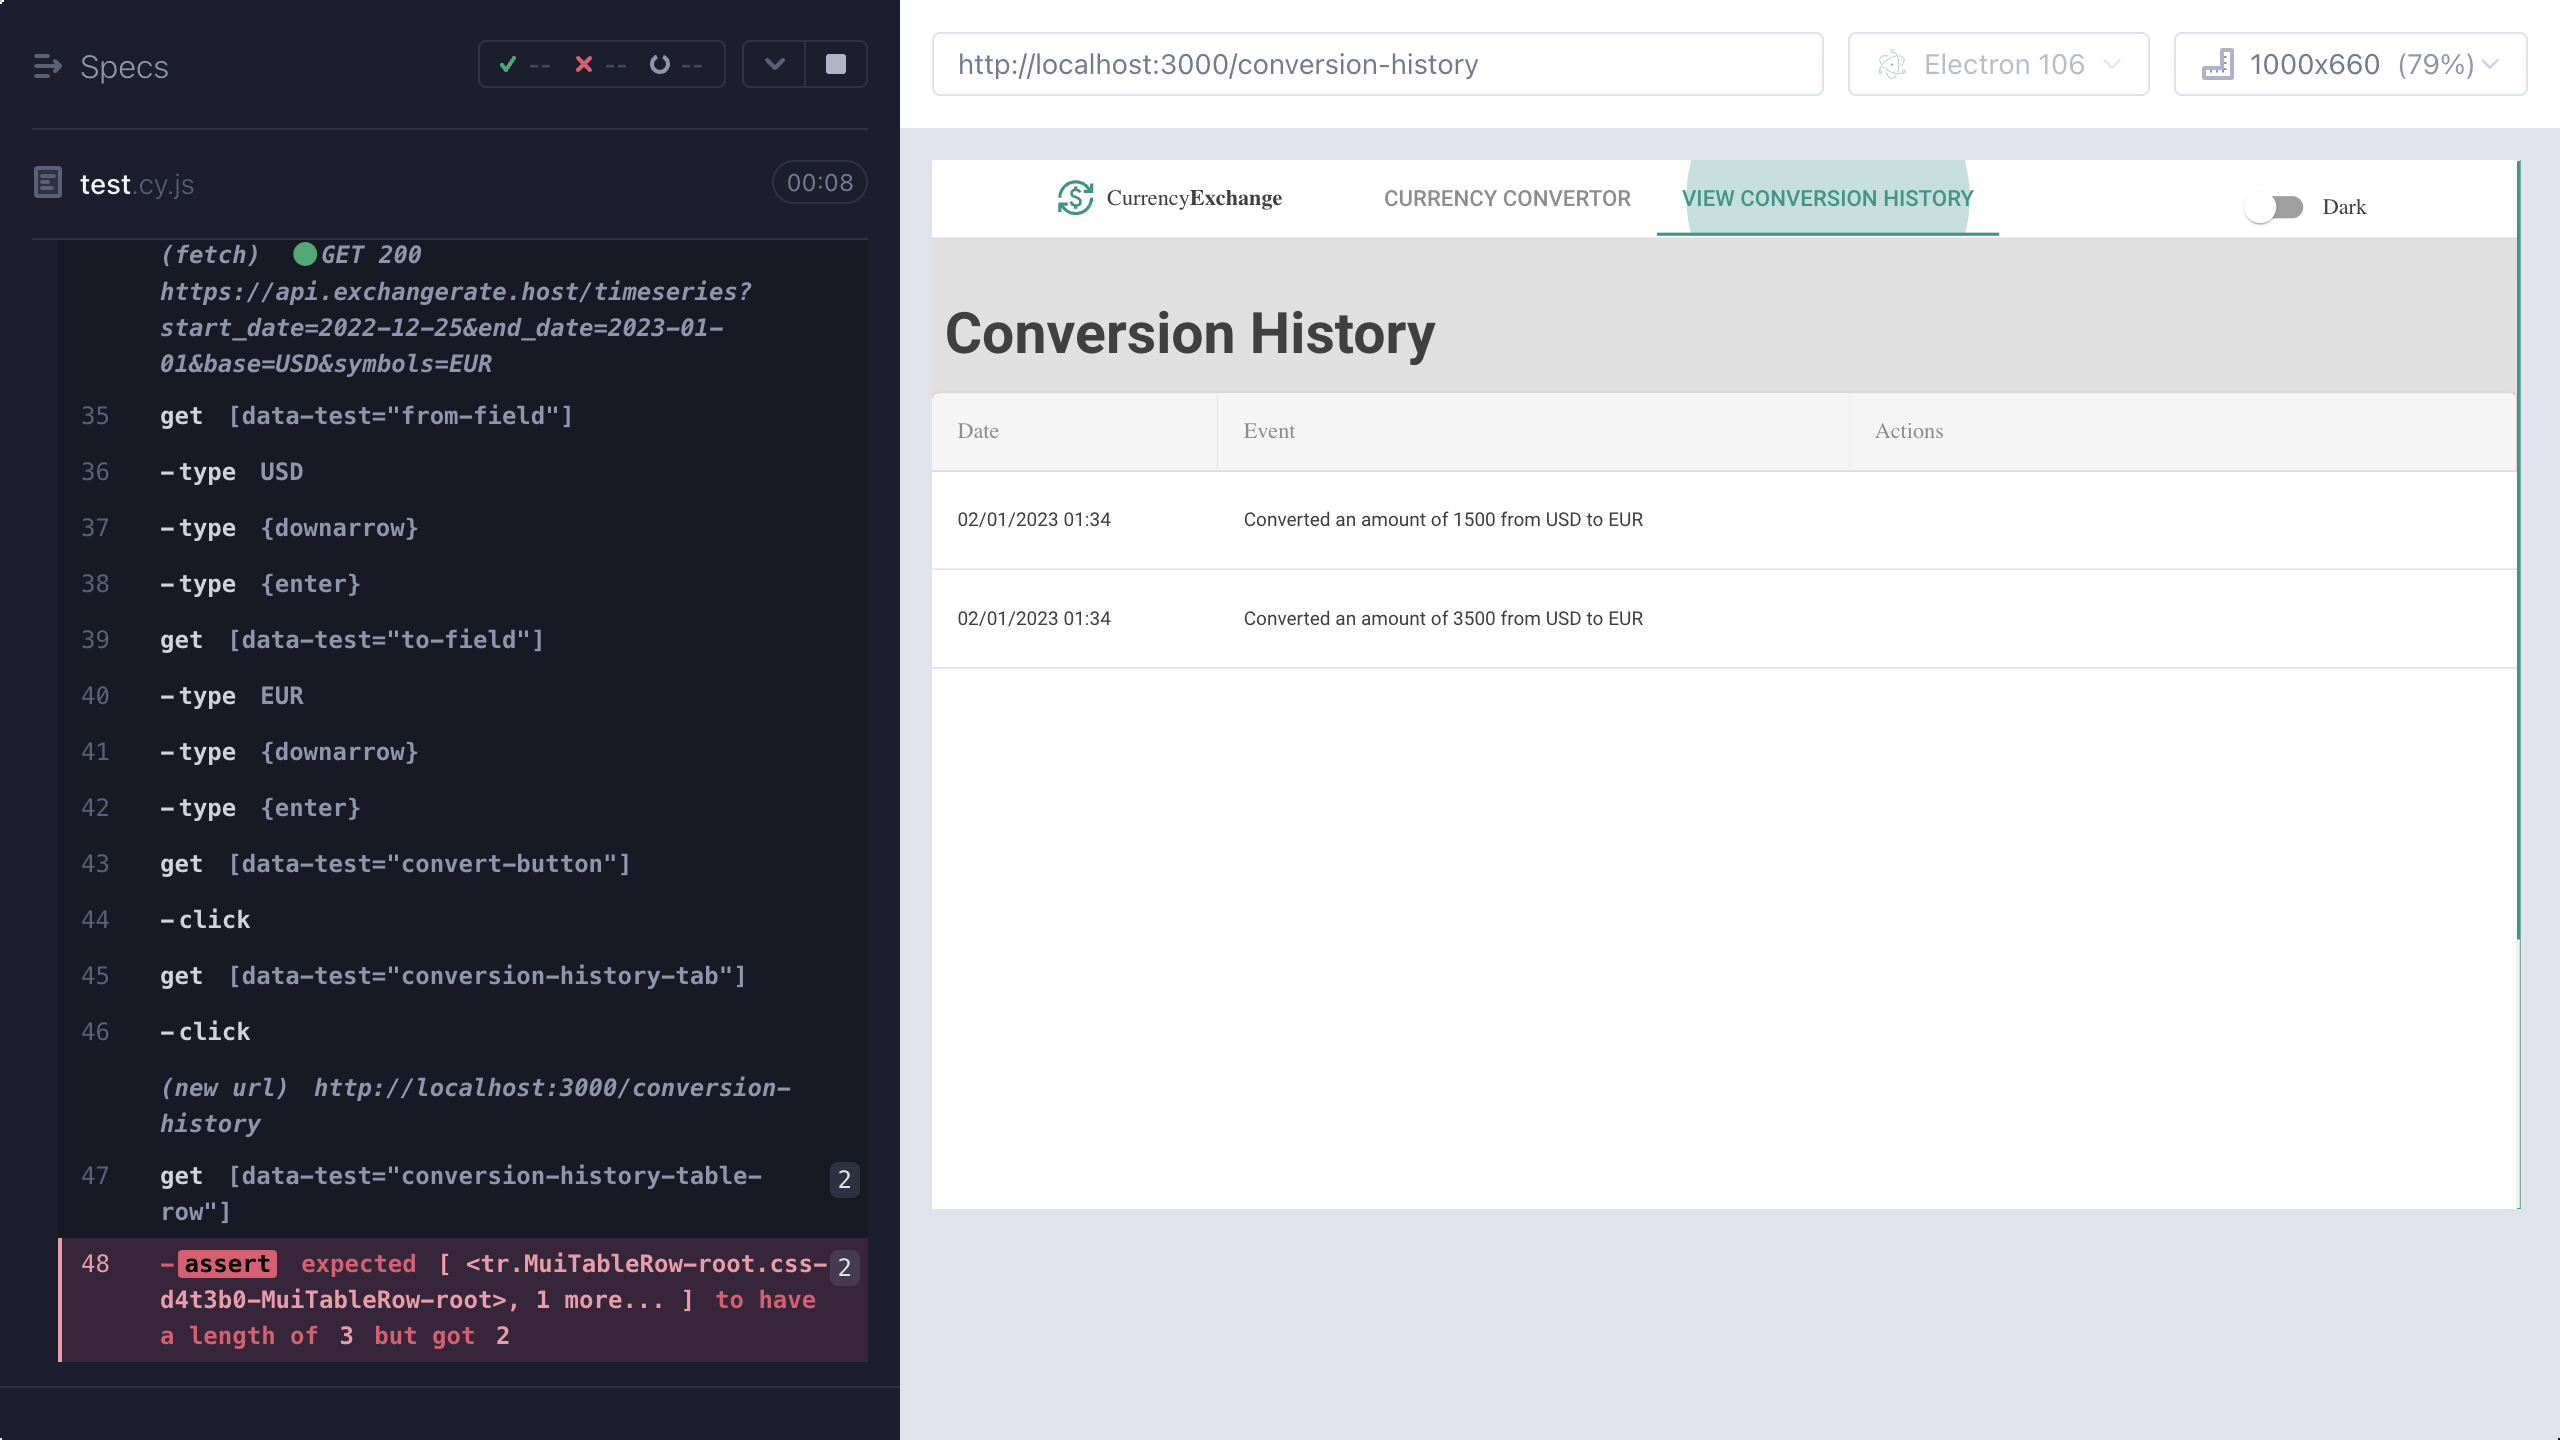 Specs
-- -- --
test.cy.js
00:08
(fetch) GET 200
https://api.exchangerate.host/timeseries?
start_date=2022-12-25&end_date=2023-01-
01&base=USD&symbols=EUR
35 get [data-test="from-field"]
36 -type USD
37 -type {downarrow}
38 -type {enter}
39 get [data-test="to-field"]
40 -type EUR
41 -type {downarrow}
42 -type {enter}
43 get [data-test="convert-button"]
44 -click
45 get [data-test="conversion-history-tab"]
46 -click
(new url) http://localhost:3000/conversion-
history
47 get [data-test="conversion-history-table-
row"]
2
48 -assert expected [ <tr.MuiTableRow-root.css-
d4t3b0-MuiTableRow-root>, 1 more... ] to have
a length of 3 but got 2
2
http://localhost:3000/conversion-history
Electron 106
1000x660 (79%)
CurrencyExchange
CURRENCY CONVERTOR
VIEW CONVERSION HISTORY
Dark
Conversion History
Date Event Actions
02/01/2023 01:34 Converted an amount of 1500 from USD to EUR
02/01/2023 01:34 Converted an amount of 3500 from USD to EUR